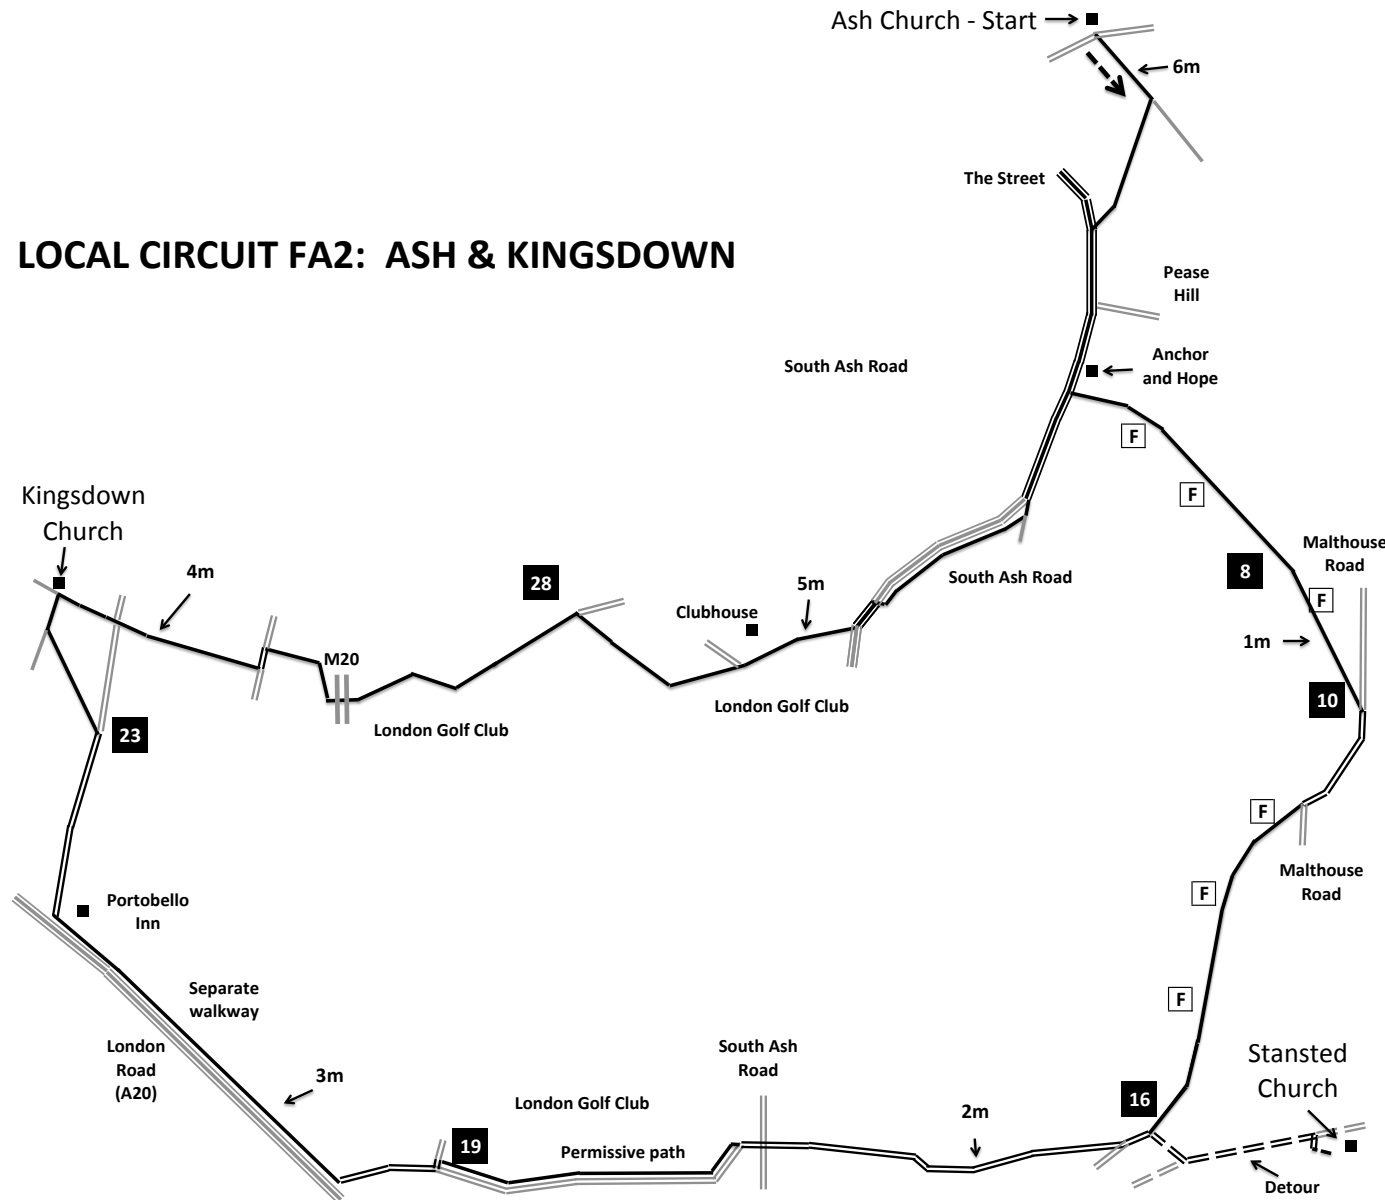 Ash Church - Start
6m
The Street
LOCAL CIRCUIT FA2: ASH & KINGSDOWN
Pease
Hill
South Ash Road
Anchor
and Hope
F
F
Kingsdown
Church
4m
28
5m
Clubhouse
South Ash Road
8
Malthouse
Road
F
1m
M20
10
London Golf Club
London Golf Club
23
F
Malthouse
Road
F
Portobello
Inn
Separate
walkway
F
London
Road
(A20)
3m
South Ash
Road
Stansted
Church
London Golf Club
2m
16
19
Permissive path
Detour